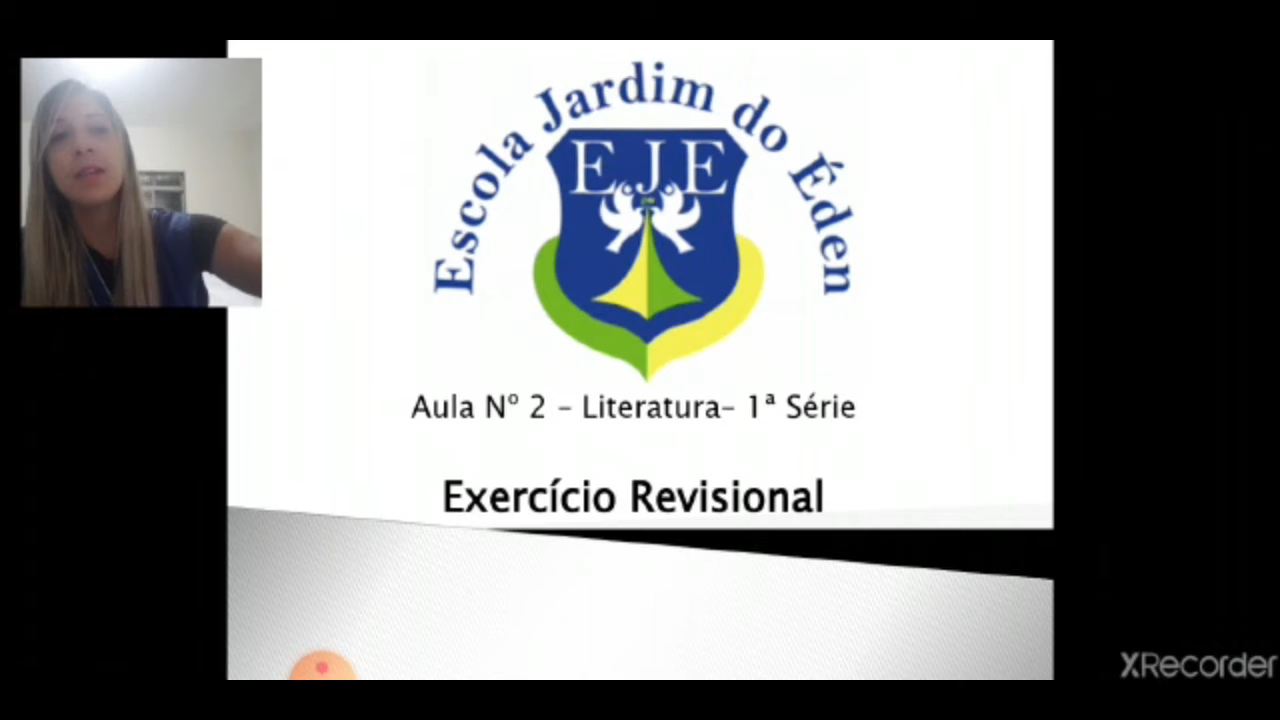 Escola Jardim do Éden
EJE
Aula Nº 2 – Literatura– 1ª Série
Exercício Revisional
XRecorder